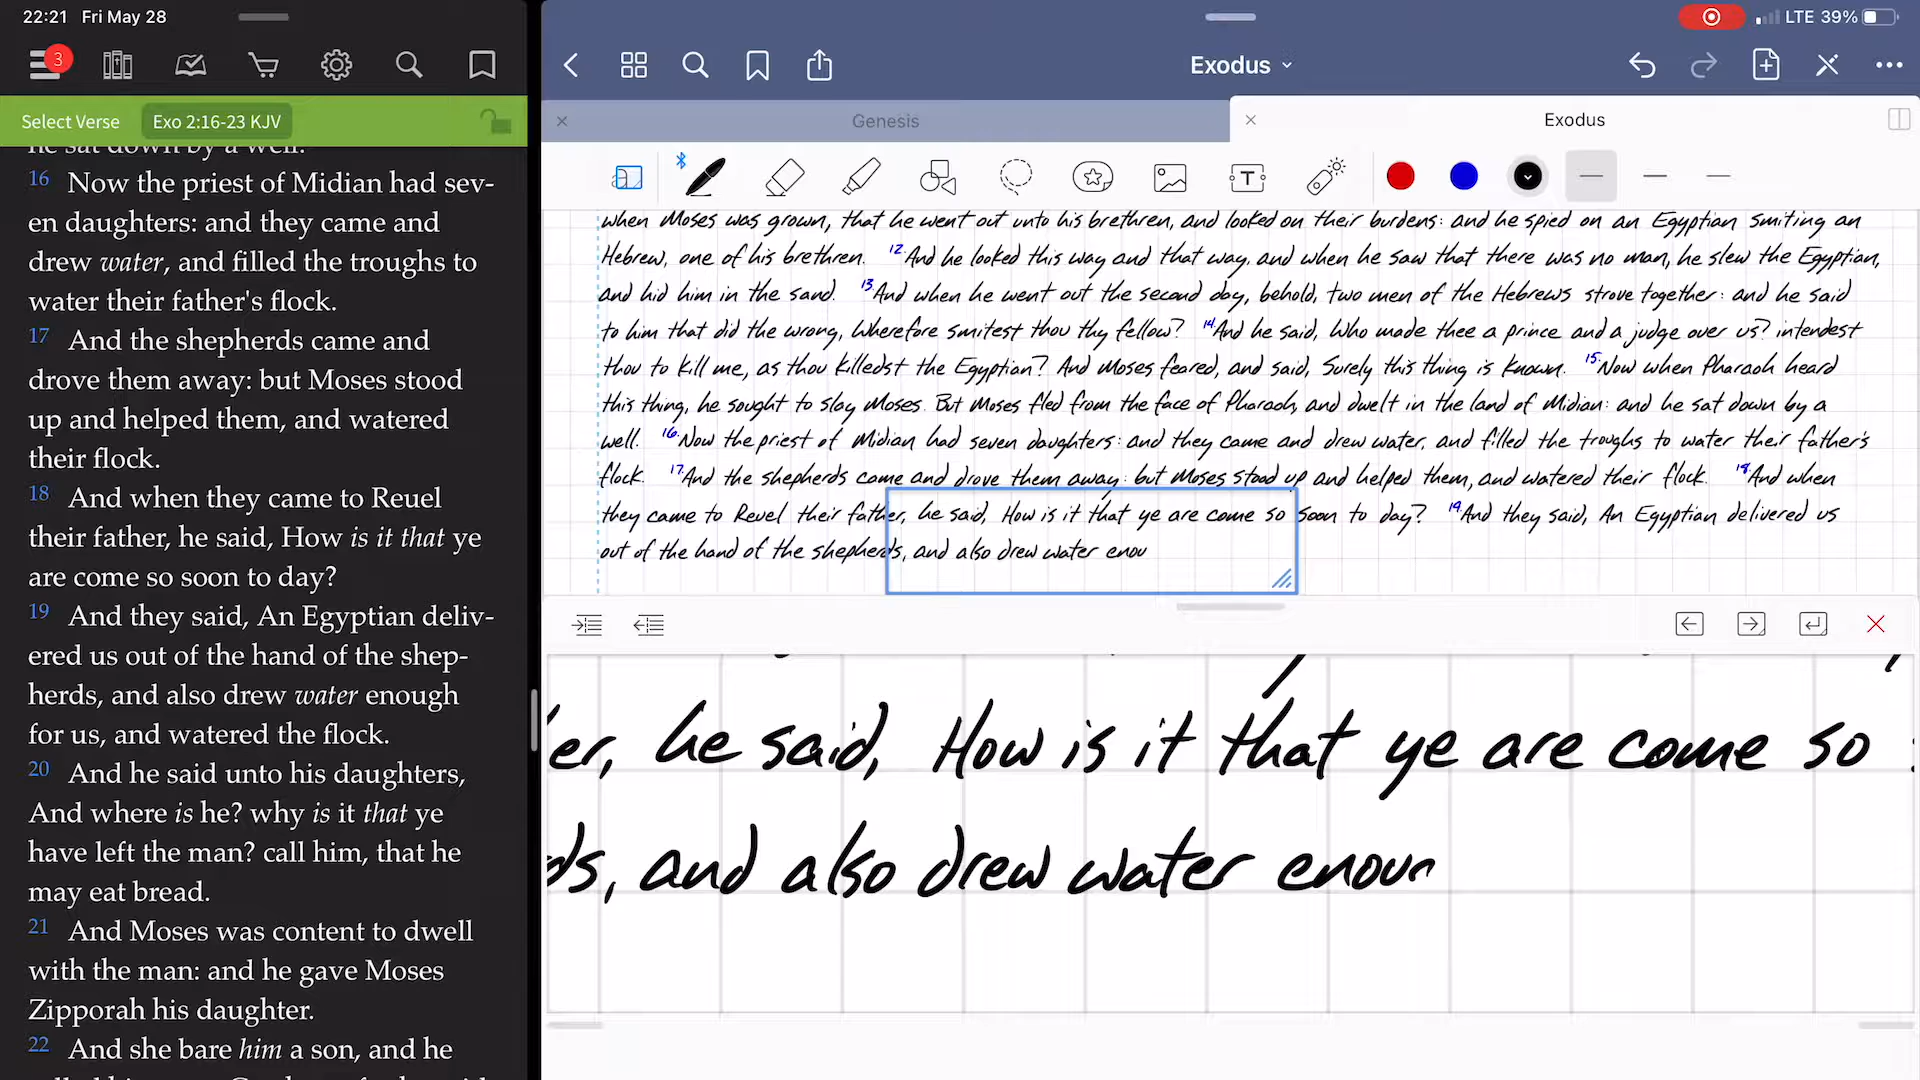 22:21 Fri May 28
3
Select Verse Exo 2:16-23 KJV
he sat down by a well.
16 Now the priest of Midian had sev-
en daughters: and they came and
drew water, and filled the troughs to
water their father's flock.
17 And the shepherds came and
drove them away: but Moses stood
up and helped them, and watered
their flock.
18 And when they came to Reuel
their father, he said, How is it that ye
are come so soon to day?
19 And they said, An Egyptian deliv-
ered us out of the hand of the shep-
herds, and also drew water enough
for us, and watered the flock.
20 And he said unto his daughters,
And where is he? why is it that ye
have left the man? call him, that he
may eat bread.
21 And Moses was content to dwell
with the man: and he gave Moses
Zipporah his daughter.
22 And she bare him a son, and he
LTE 39%
Exodus
Genesis
Exodus
T
when Moses was grown, that he went out unto his brethren, and looked on their burdens: and he spied on an Egyptian smiting an
Hebrew, one of his brethren. 12. And he looked this way and that way, and when he saw that there was no man, he slew the Egyptian,
and hid him in the sand. 13. And when he went out the second day, behold, two men of the Hebrews strove together: and he said
to him that did the wrong, Wherefore smitest thou thy fellow? 14. And he said, Who made thee a prince and a judge over us? intendest
thou to kill me, as thou killedst the Egyptian? And Moses feared, and said, Surely this thing is known. 15. Now when Pharaoh heard
this thing, he sought to slay Moses. But Moses fled from the face of Pharaoh, and dwelt in the land of Midian: and he sat down by a
well. 16. Now the priest of Midian had seven daughters: and they came and drew water, and filled the troughs to water their father's
flock. 17. And the shepherds came and drove them away: but Moses stood up and helped them, and watered their flock. 18. And when
they came to Reuel their father, he said, How is it that ye are come so soon to day? 19. And they said, An Egyptian delivered us
out of the hand of the shepherds, and also drew water enou
er, he said, How is it that ye are come so
ds, and also drew water enou